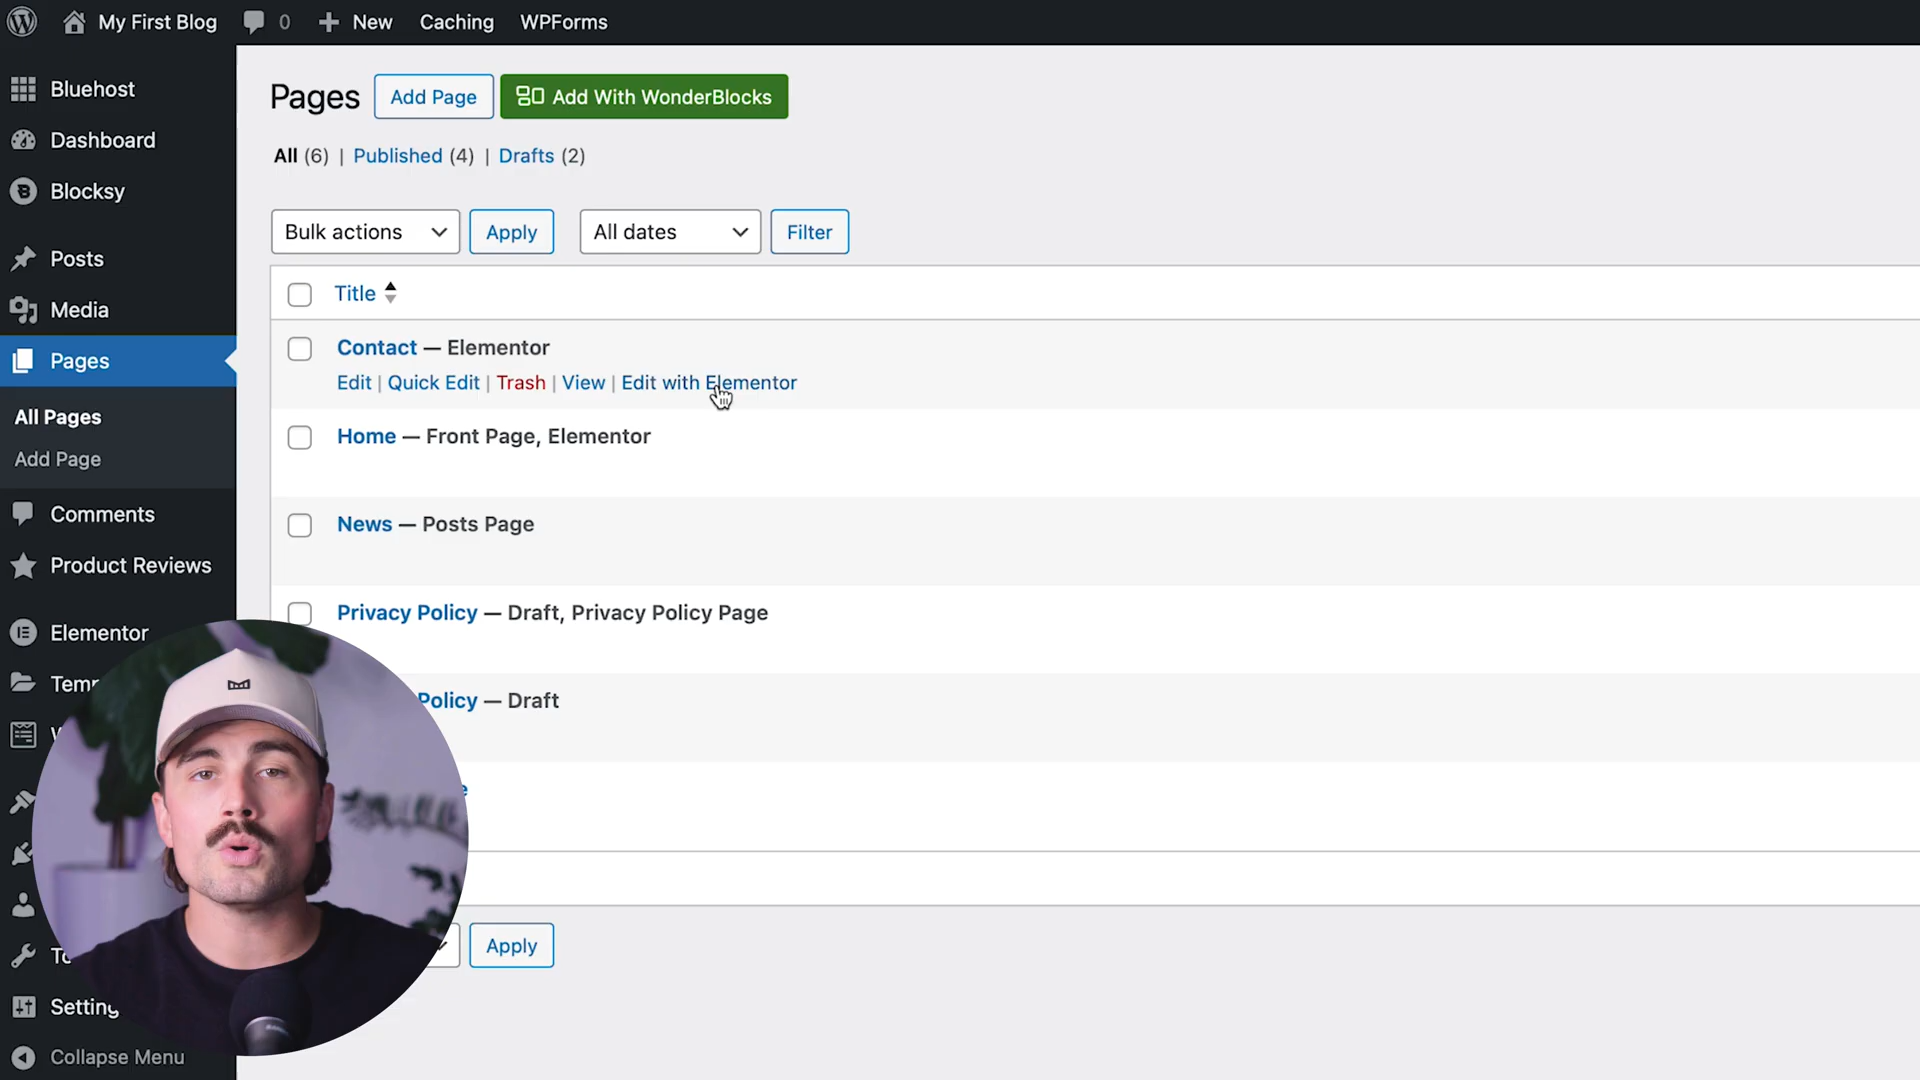 My First Blog 0 New Caching WPForms
Bluehost
Dashboard
Blocksy
Posts
Media
Pages
All Pages
Add Page
Comments
Product Reviews
Elementor
Setting
Collapse Menu
Pages Add Page Add With WonderBlocks
All (6) | Published (4) | Drafts (2)
Bulk actions Apply All dates Filter
Title
Contact — Elementor
Edit | Quick Edit | Trash | View | Edit with Elementor
Home — Front Page, Elementor
News — Posts Page
Privacy Policy — Draft, Privacy Policy Page
Policy — Draft
Apply